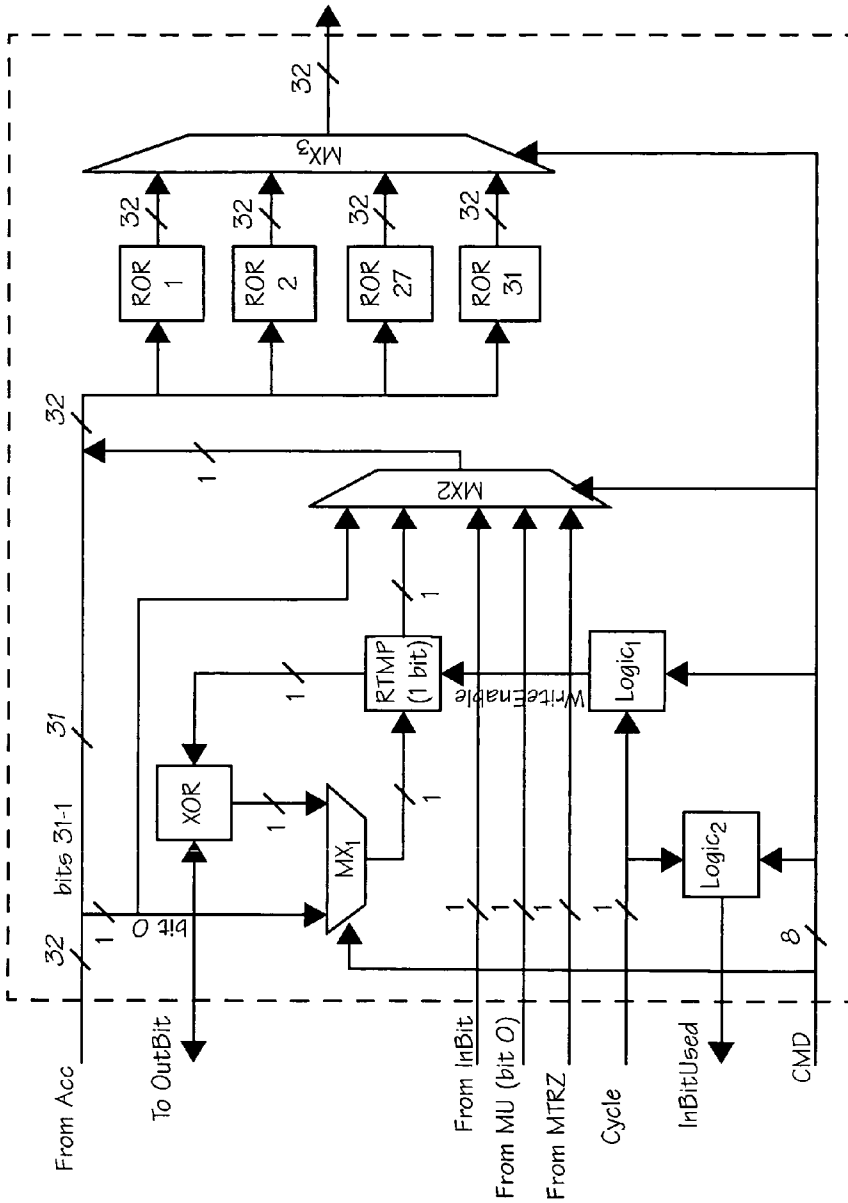 From Acc
32
bits 31-1
31
32
1
bit 0
To OutBit
XOR
1
1
1
MX1
1
RTMP
(1 bit)
1
WriteEnable
MX2
ROR
1
ROR
2
ROR
27
ROR
31
32
32
32
32
MX3
32
From InBit
1
From MU (bit 0)
1
From MTRZ
1
Cycle
1
Logic1
InBitUsed
Logic2
CMD
8